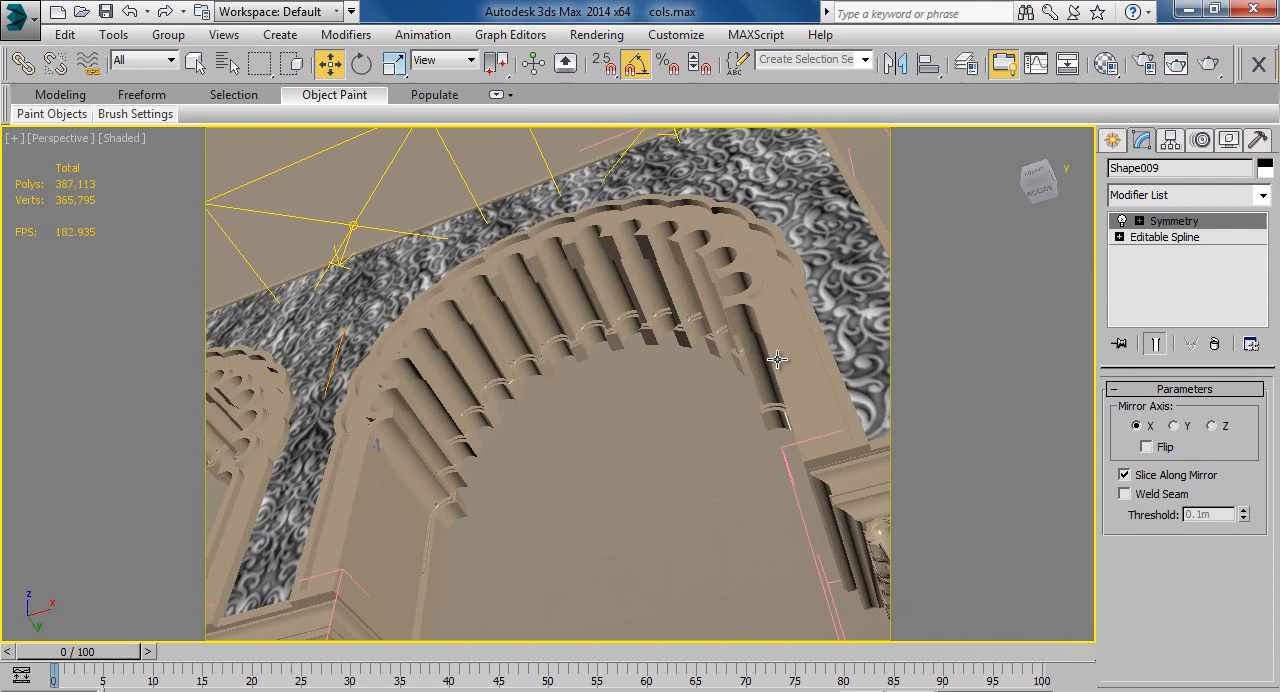 Workspace: Default
Autodesk 3ds Max 2014 x64 cols.max
Type a keyword or phrase
Edit Tools Group Views Create Modifiers Animation Graph Editors Rendering Customize MAXScript Help
All View 2.5 Create Selection Se
Modeling Freeform Selection Object Paint Populate
Paint Objects Brush Settings
[+] [Perspective] [Shaded]
Total
Polys: 387,113
Verts: 365,795
FPS: 182.935
FRONT
BOTTOM
y
z
x
y
Shape009
Modifier List
Symmetry
Editable Spline
Parameters
Mirror Axis:
X Y Z
Flip
Slice Along Mirror
Weld Seam
Threshold: 0.1m
0 / 100
0 5 10 15 20 25 30 35 40 45 50 55 60 65 70 75 80 85 90 95 100